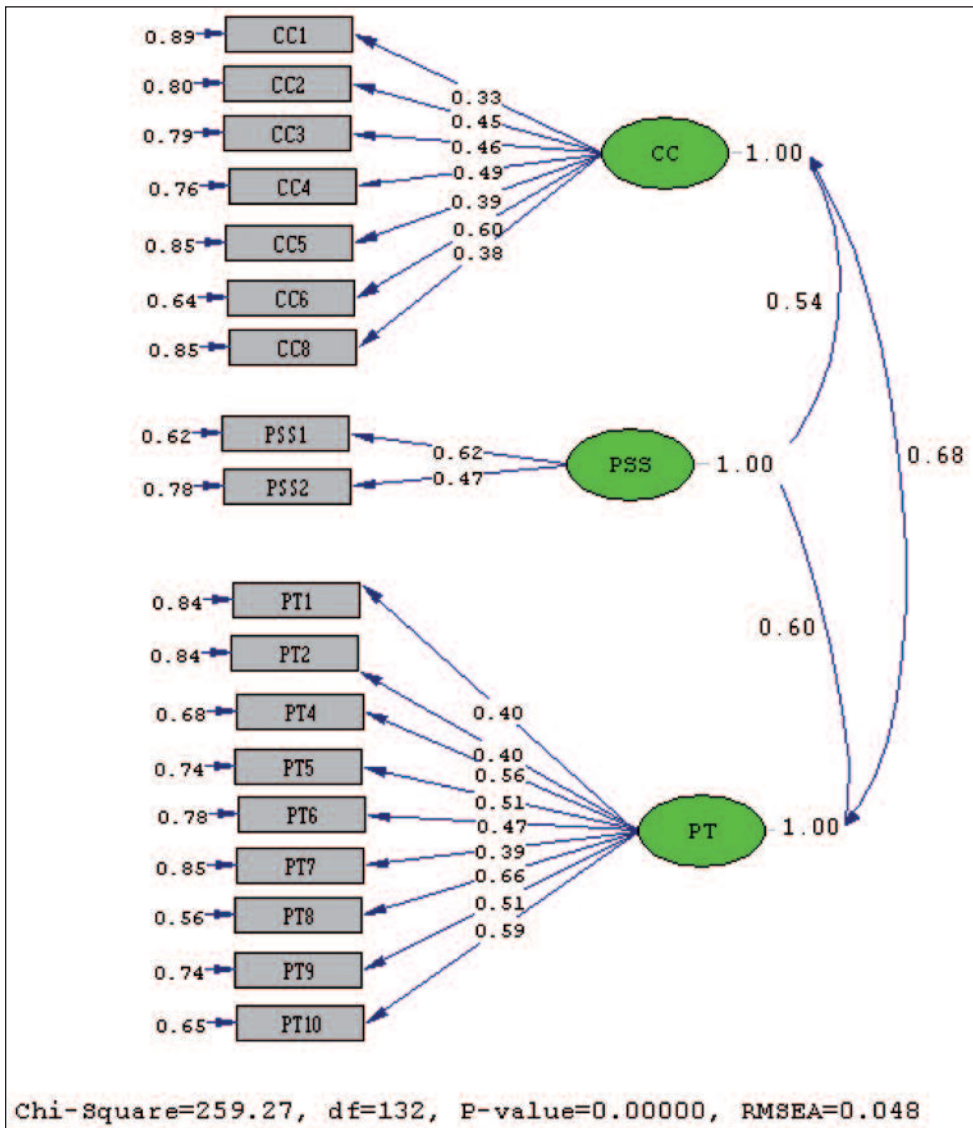 0.89 CC1
0.33
0.80 CC2
0.45
0.79 CC3
0.46
CC 1.00
0.76 CC4
0.49
0.39
0.85 CC5
0.60
0.38
0.64 CC6
0.54
0.85 CC8
0.62 PSS1
0.62
0.68
PSS 1.00
0.47
0.78 PSS2
0.84 PT1
0.60
0.84 PT2
0.68 PT4
0.40
0.40
0.74 PT5
0.56
0.51
0.78 PT6
0.47
PT 1.00
0.39
0.85 PT7
0.66
0.51
0.56 PT8
0.59
0.74 PT9
0.65 PT10
Chi-Square=259.27, df=132, P-value=0.00000, RMSEA=0.048